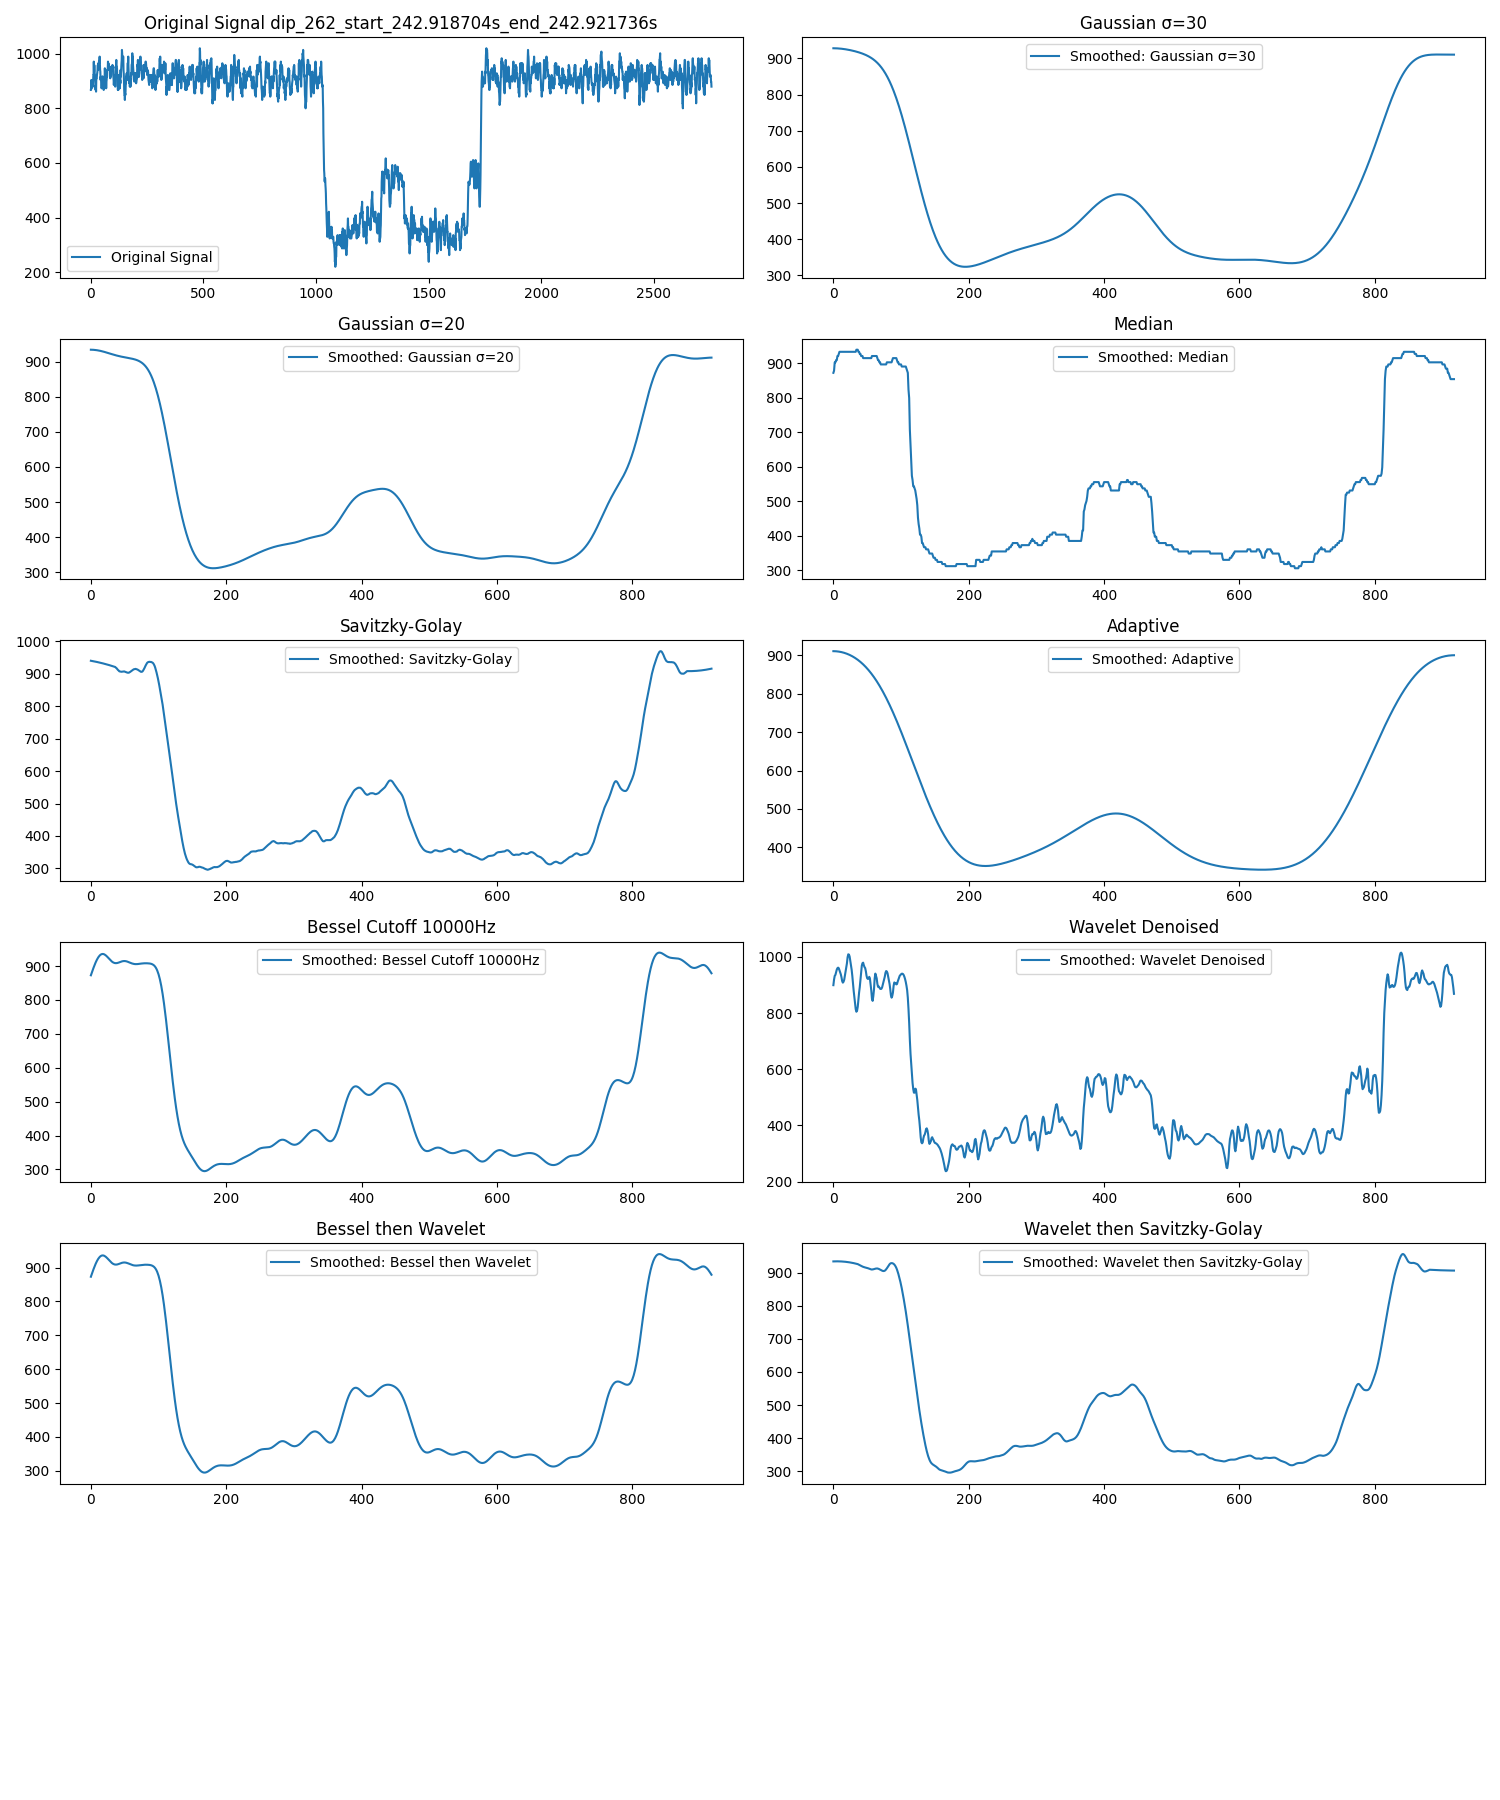 Original Signal dip_262_start_242.918704s_end_242.921736s
1000
800
600
400
200
Original Signal
0 500 1000 1500 2000 2500
Gaussian σ=30
900
800
700
600
500
400
300
Smoothed: Gaussian σ=30
0 200 400 600 800
Gaussian σ=20
900
800
700
600
500
400
300
Smoothed: Gaussian σ=20
0 200 400 600 800
Median
900
800
700
600
500
400
300
Smoothed: Median
0 200 400 600 800
Savitzky-Golay
1000
900
800
700
600
500
400
300
Smoothed: Savitzky-Golay
0 200 400 600 800
Adaptive
900
800
700
600
500
400
Smoothed: Adaptive
0 200 400 600 800
Bessel Cutoff 10000Hz
900
800
700
600
500
400
300
Smoothed: Bessel Cutoff 10000Hz
0 200 400 600 800
Wavelet Denoised
1000
800
600
400
200
Smoothed: Wavelet Denoised
0 200 400 600 800
Bessel then Wavelet
900
800
700
600
500
400
300
Smoothed: Bessel then Wavelet
0 200 400 600 800
Wavelet then Savitzky-Golay
900
800
700
600
500
400
300
Smoothed: Wavelet then Savitzky-Golay
0 200 400 600 800